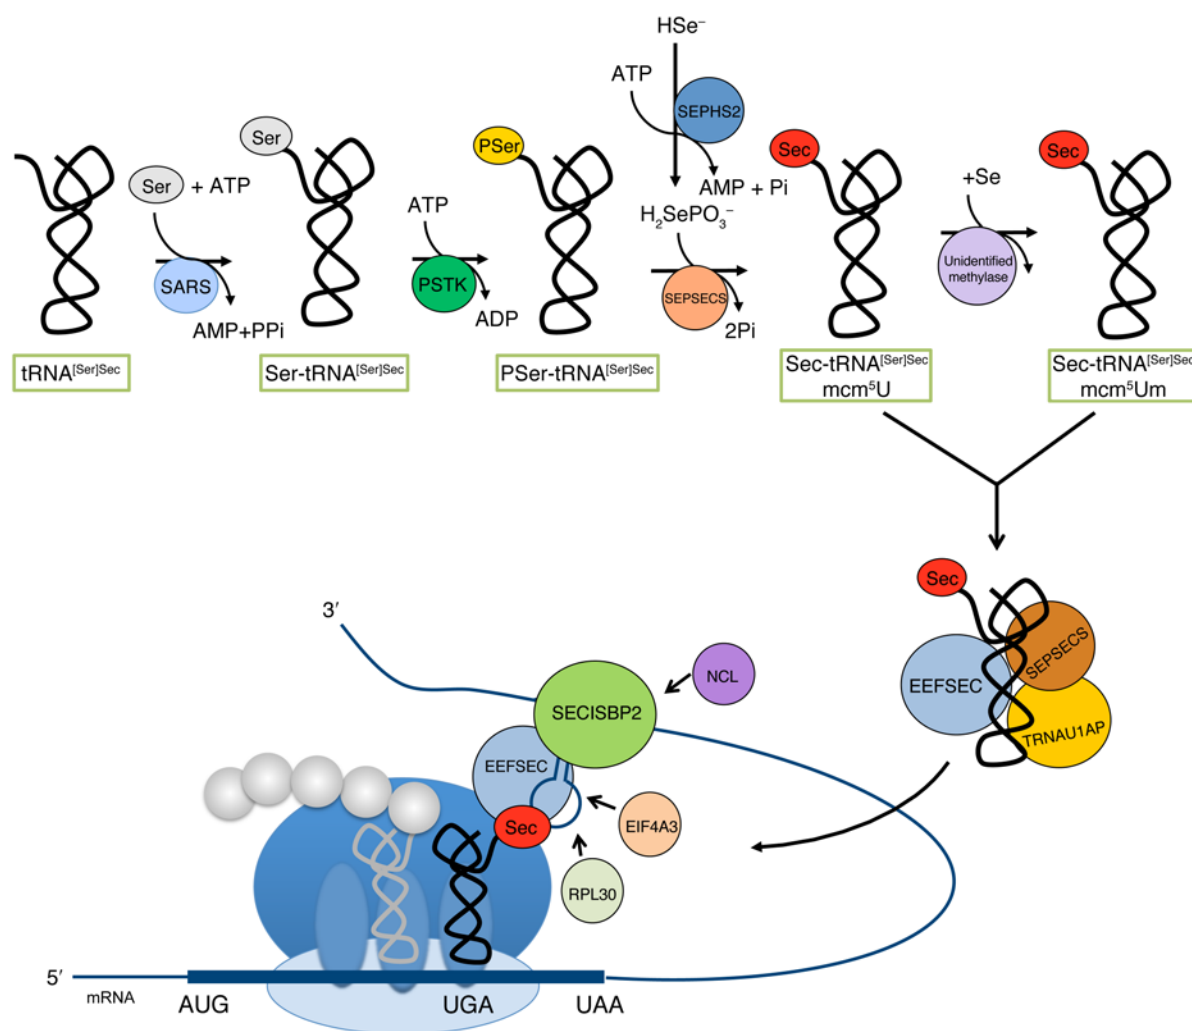 HSe⁻
ATP
SEPHS2
AMP + Pi
H₂SePO₃⁻
Ser + ATP
SARS
AMP+PPi
Ser
ATP
PSTK
ADP
PSer
SEPSECS
2Pi
Sec
+Se
Unidentified
methylase
Sec
tRNA[Ser]Sec
Ser-tRNA[Ser]Sec
PSer-tRNA[Ser]Sec
Sec-tRNA[Ser]Sec
mcm⁵U
Sec-tRNA[Ser]Sec
mcm⁵Um
Sec
EEFSEC
SEPSECS
TRNAU1AP
3′
NCL
SECISBP2
EEFSEC
Sec
EIF4A3
RPL30
5′
mRNA
AUG
UGA
UAA